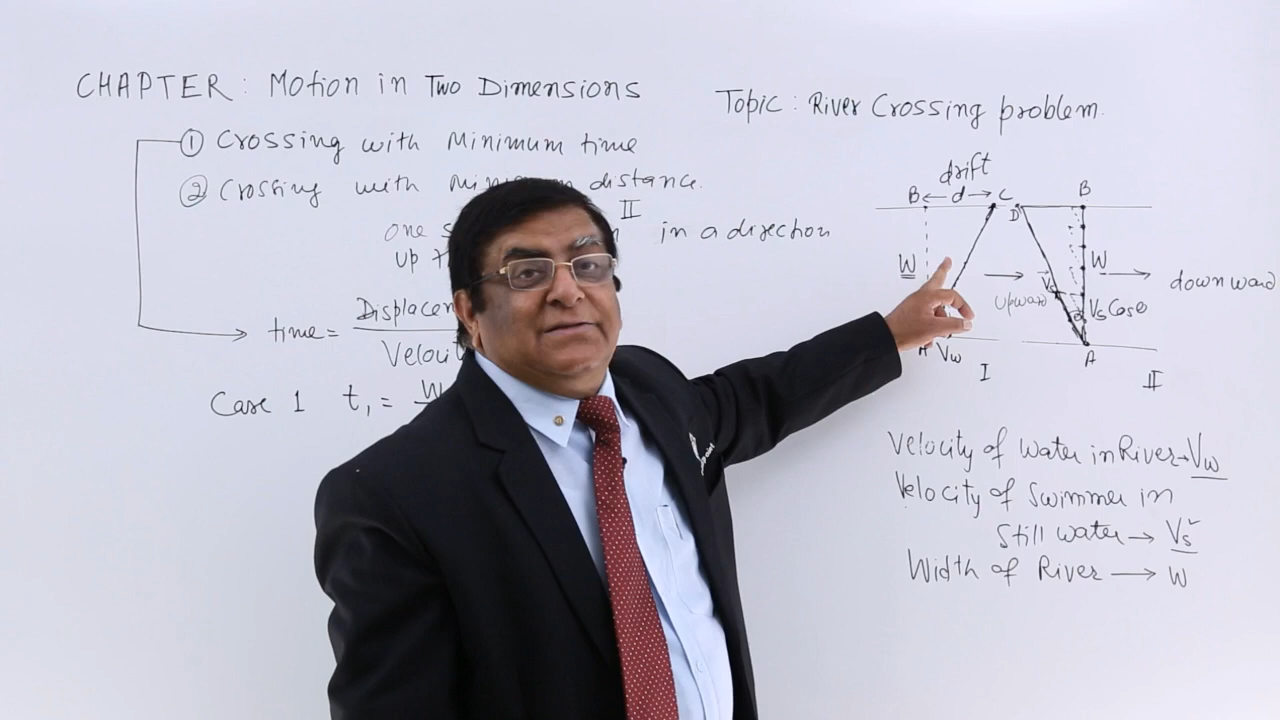 CHAPTER: Motion in Two Dimensions
Topic: River Crossing problem.
① Crossing with Minimum time
② Crossing with distance.
II
one in a direction
up
time =
Case 1 t₁ = W
drift
B d C
D B
W
W
downward
upward
Vs Cosθ
A Vw
A
I
II
Velocity of water in River → Vw
Velocity of Swimmer in
Still water → Vs
Width of River → W